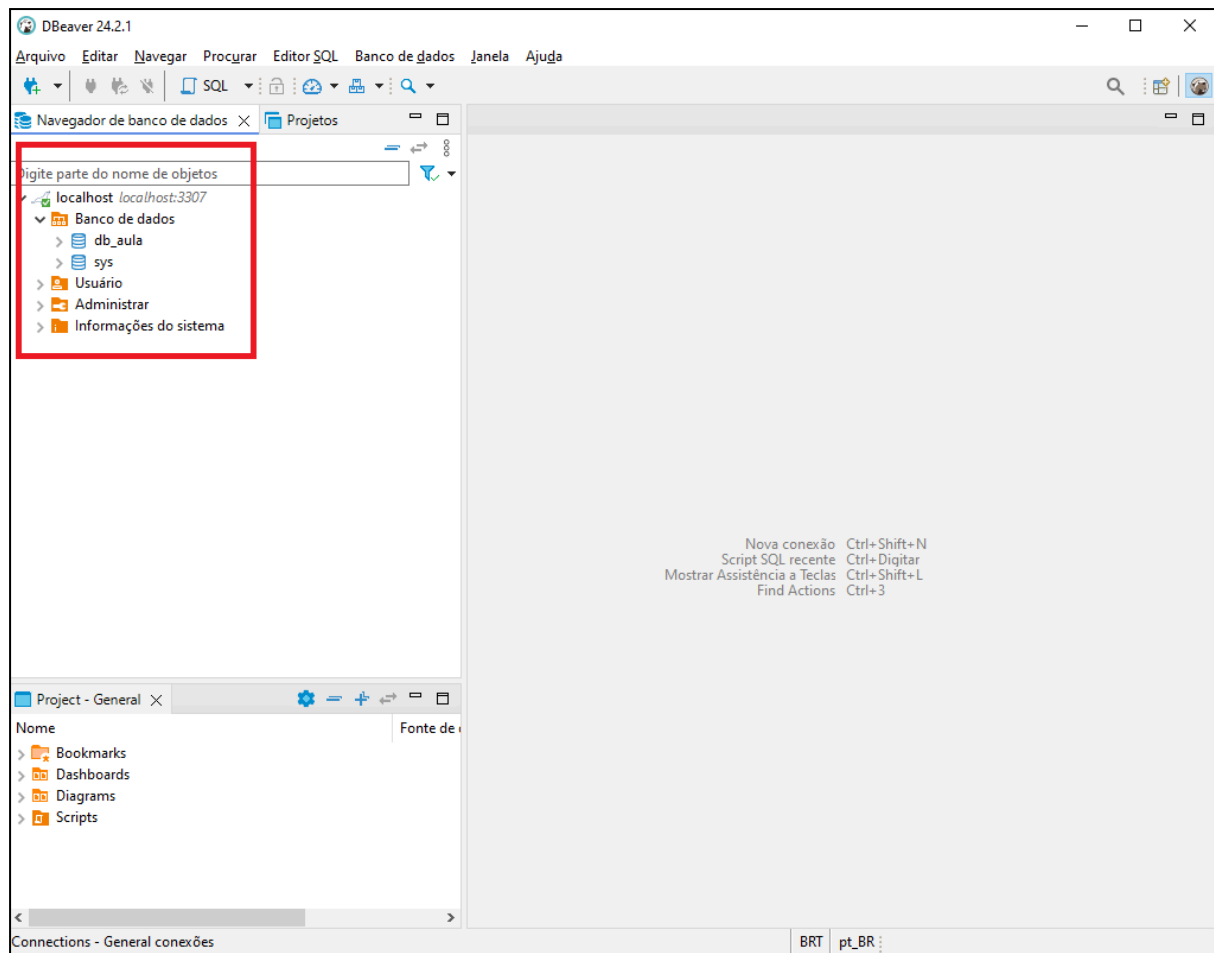 DBeaver 24.2.1
Arquivo Editar Navegar Procurar Editor SQL Banco de dados Janela Ajuda
SQL
Navegador de banco de dados
Projetos
Digite parte do nome de objetos
localhost localhost:3307
Banco de dados
db_aula
sys
Usuário
Administrar
Informações do sistema
Nova conexão Ctrl+Shift+N
Script SQL recente Ctrl+Digitar
Mostrar Assistência a Teclas Ctrl+Shift+L
Find Actions Ctrl+3
Project - General
Nome Fonte de
Bookmarks
Dashboards
Diagrams
Scripts
Connections - General conexões
BRT pt_BR